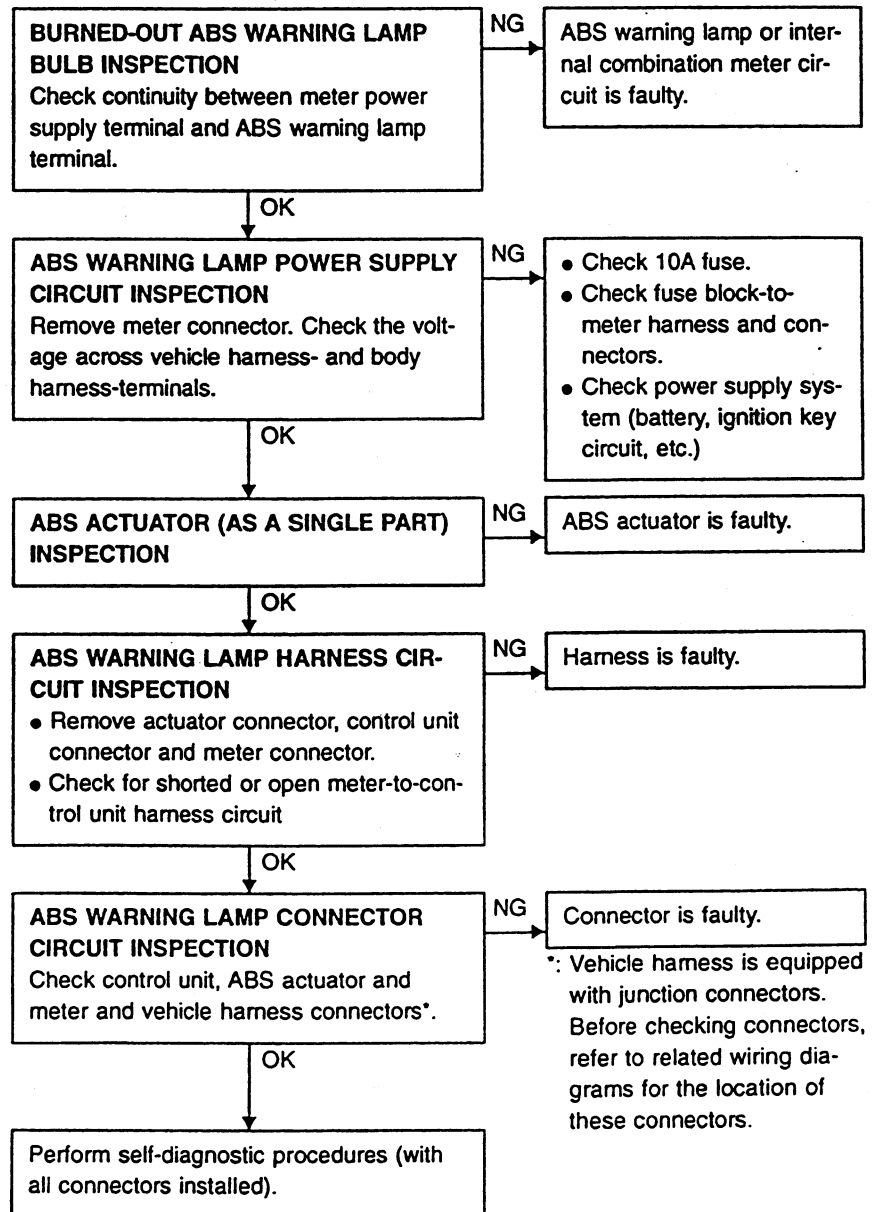 BURNED-OUT ABS WARNING LAMP
BULB INSPECTION
Check continuity between meter power
supply terminal and ABS warning lamp
terminal.
NG
ABS warning lamp or inter-
nal combination meter cir-
cuit is faulty.
OK
ABS WARNING LAMP POWER SUPPLY
CIRCUIT INSPECTION
Remove meter connector. Check the volt-
age across vehicle harness- and body
harness-terminals.
NG
● Check 10A fuse.
● Check fuse block-to-
meter harness and con-
nectors.
● Check power supply sys-
tem (battery, ignition key
circuit, etc.)
OK
ABS ACTUATOR (AS A SINGLE PART)
INSPECTION
NG
ABS actuator is faulty.
OK
ABS WARNING LAMP HARNESS CIR-
CUIT INSPECTION
● Remove actuator connector, control unit
connector and meter connector.
● Check for shorted or open meter-to-con-
trol unit harness circuit
NG
Harness is faulty.
OK
ABS WARNING LAMP CONNECTOR
CIRCUIT INSPECTION
Check control unit, ABS actuator and
meter and vehicle harness connectors*.
NG
Connector is faulty.
*: Vehicle harness is equipped
with junction connectors.
Before checking connectors,
refer to related wiring dia-
grams for the location of
these connectors.
OK
Perform self-diagnostic procedures (with
all connectors installed).